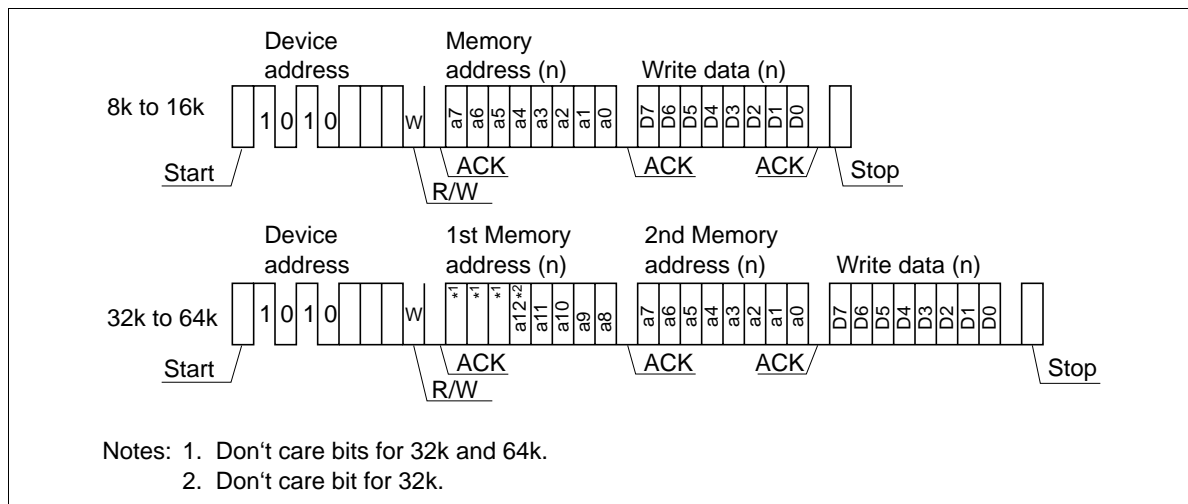 Device address
Memory address (n)
Write data (n)
8k to 16k
1 0 1 0 W a7 a6 a5 a4 a3 a2 a1 a0 D7 D6 D5 D4 D3 D2 D1 D0
Start
R/W
ACK
ACK
ACK
Stop
Device address
1st Memory address (n)
2nd Memory address (n)
Write data (n)
32k to 64k
1 0 1 0 W *1 *1 *1 a12*2 a11 a10 a9 a8 a7 a6 a5 a4 a3 a2 a1 a0 D7 D6 D5 D4 D3 D2 D1 D0
Start
R/W
ACK
ACK
ACK
Stop
Notes: 1. Don't care bits for 32k and 64k.
2. Don't care bit for 32k.